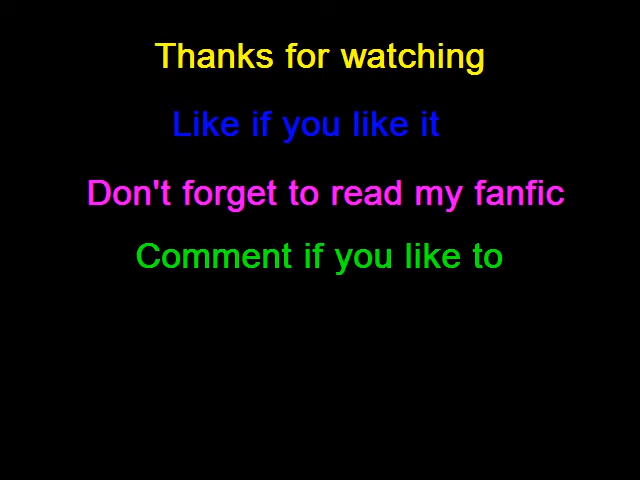 Thanks for watching
Like if you like it
Don't forget to read my fanfic
Comment if you like to